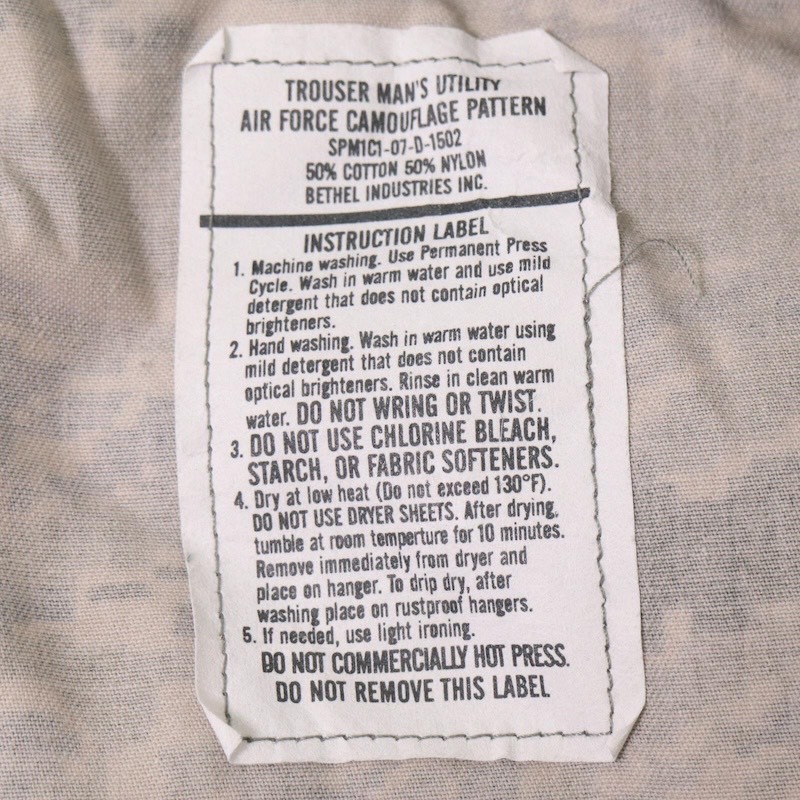 TROUSER MAN'S UTILITY
AIR FORCE CAMOUFLAGE PATTERN
SPM1C1-07-D-1502
50% COTTON 50% NYLON
BETHEL INDUSTRIES INC.
INSTRUCTION LABEL
1. Machine washing. Use Permanent Press
Cycle. Wash in warm water and use mild
detergent that does not contain optical
brighteners.
2. Hand washing. Wash in warm water using
mild detergent that does not contain
optical brighteners. Rinse in clean warm
water. DO NOT WRING OR TWIST.
3. DO NOT USE CHLORINE BLEACH,
STARCH, OR FABRIC SOFTENERS.
4. Dry at low heat (Do not exceed 130°F).
DO NOT USE DRYER SHEETS. After drying,
tumble at room temperture for 10 minutes.
Remove immediately from dryer and
place on hanger. To drip dry, after
washing place on rustproof hangers.
5. If needed, use light ironing.
DO NOT COMMERCIALLY HOT PRESS.
DO NOT REMOVE THIS LABEL